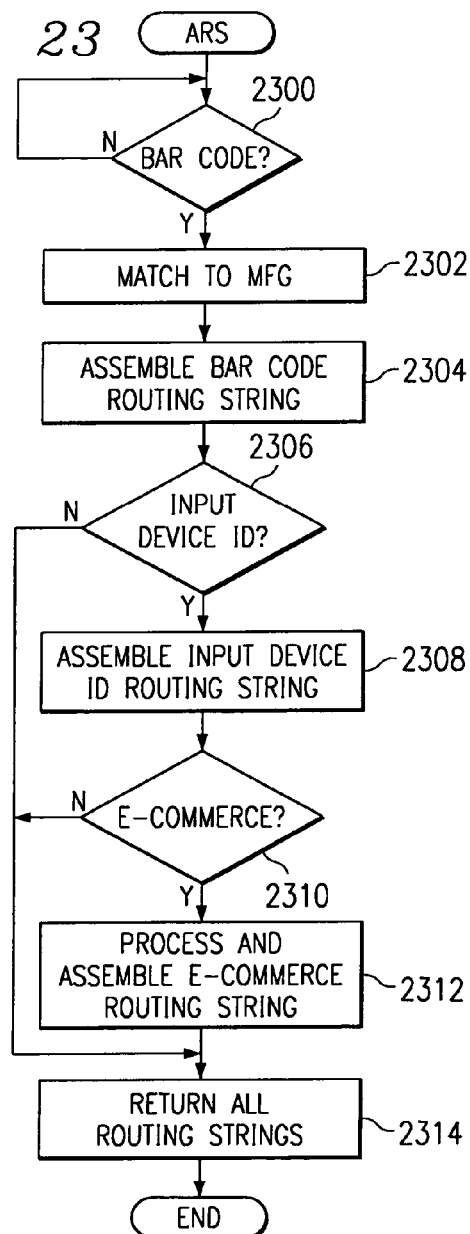 23
ARS
2300
N
BAR CODE?
Y
MATCH TO MFG
2302
ASSEMBLE BAR CODE
ROUTING STRING
2304
2306
N
INPUT
DEVICE ID?
Y
ASSEMBLE INPUT DEVICE
ID ROUTING STRING
2308
N
E-COMMERCE?
Y
2310
PROCESS AND
ASSEMBLE E-COMMERCE
ROUTING STRING
2312
RETURN ALL
ROUTING STRINGS
2314
END